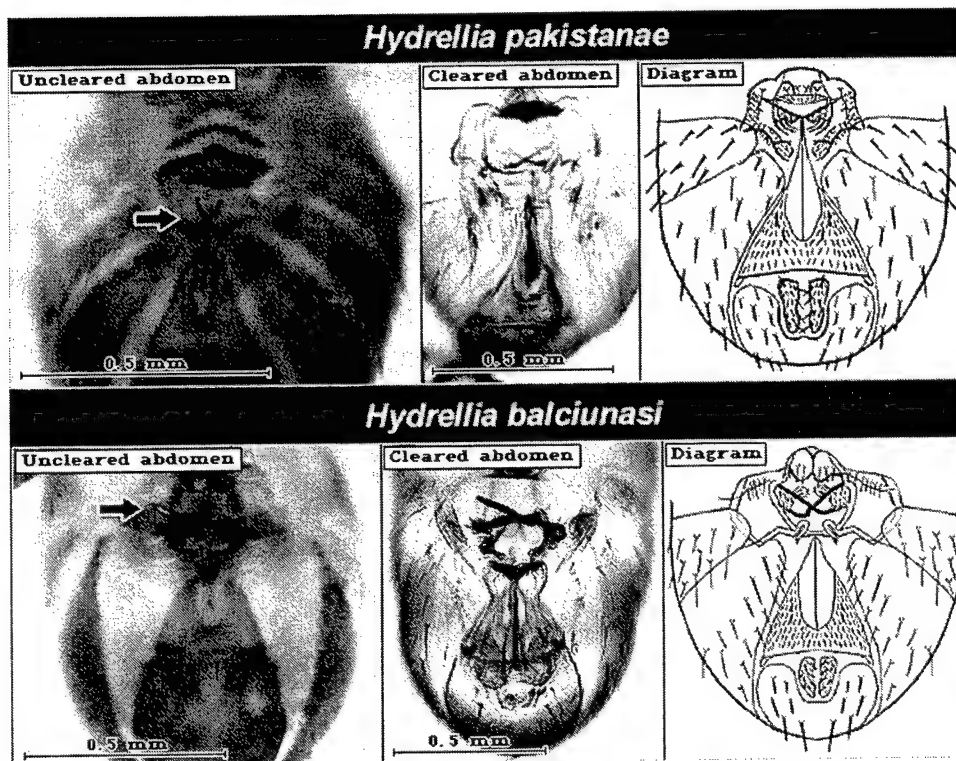 Hydrellia pakistanae
Uncleared abdomen
Cleared abdomen
Diagram
0.5 mm
0.5 mm
Hydrellia balciunasi
Uncleared abdomen
Cleared abdomen
Diagram
0.5 mm
0.5 mm